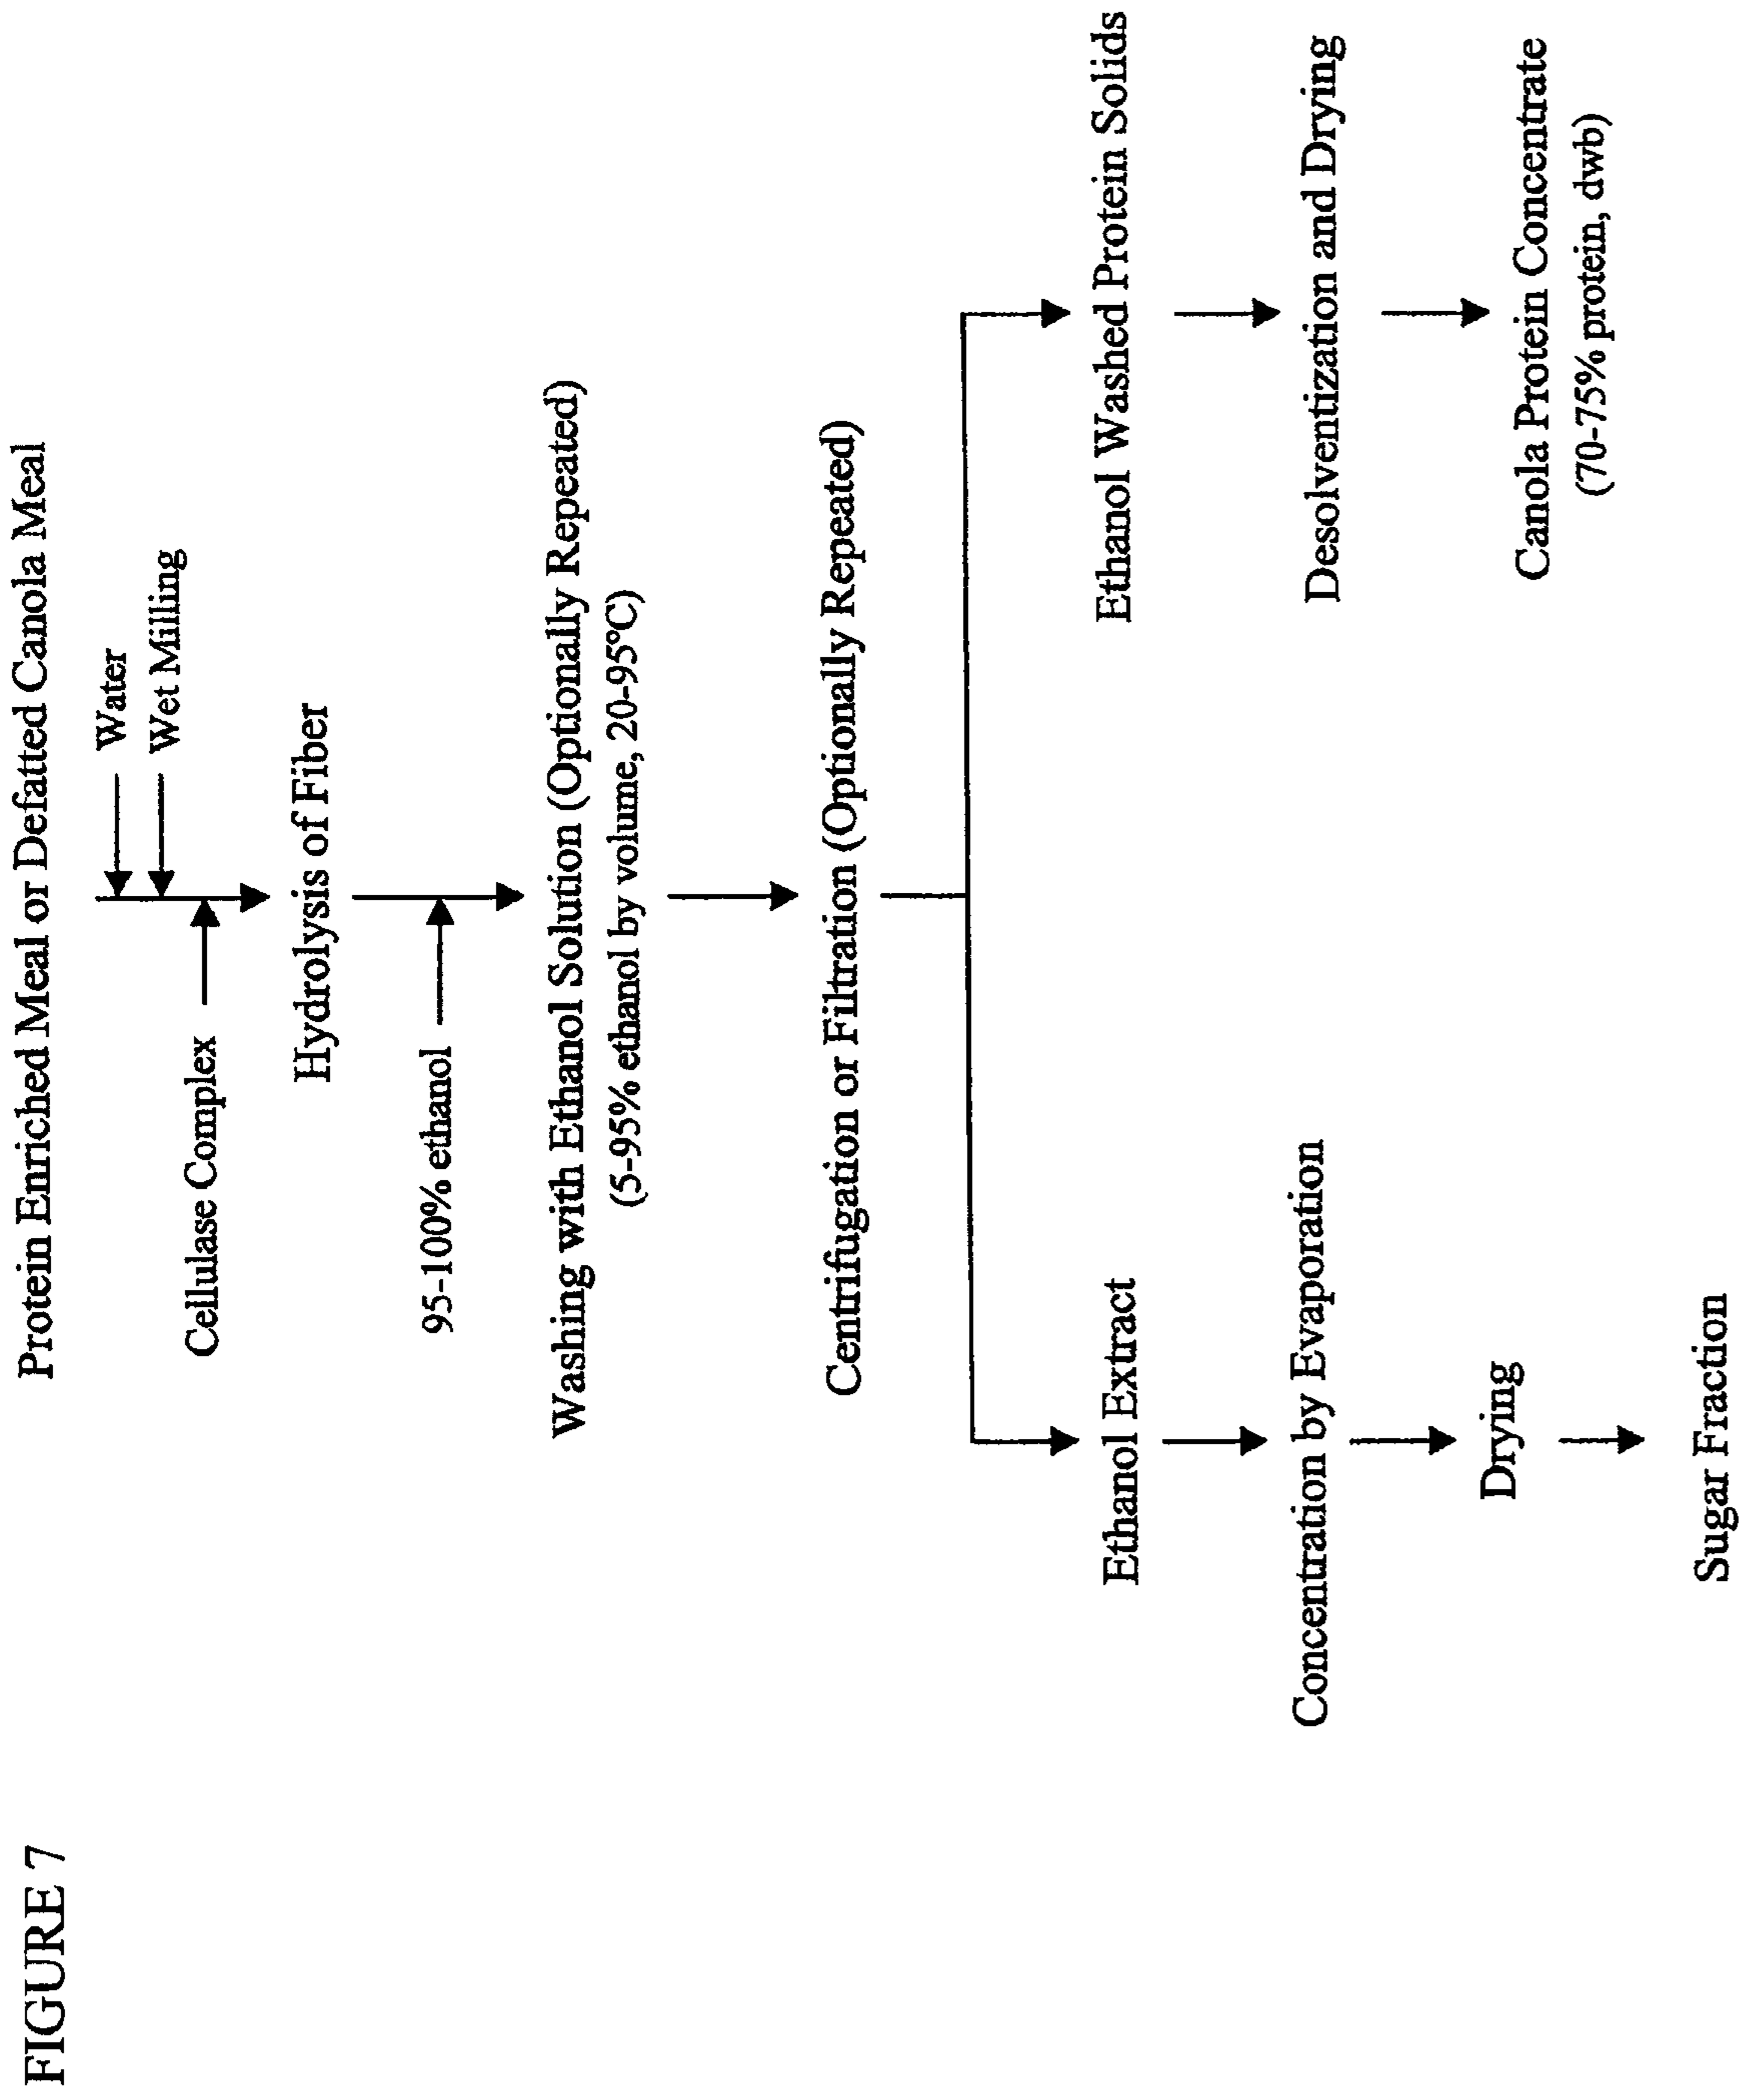 FIGURE 7
Protein Enriched Meal or Defatted Canola Meal
Water
Wet Milling
Cellulase Complex
Hydrolysis of Fiber
95-100% ethanol
Washing with Ethanol Solution (Optionally Repeated)
(5-95% ethanol by volume, 20-95°C)
Centrifugation or Filtration (Optionally Repeated)
Ethanol Extract
Concentration by Evaporation
Drying
Sugar Fraction
Ethanol Washed Protein Solids
Desolventization and Drying
Canola Protein Concentrate
(70-75% protein, dwb)